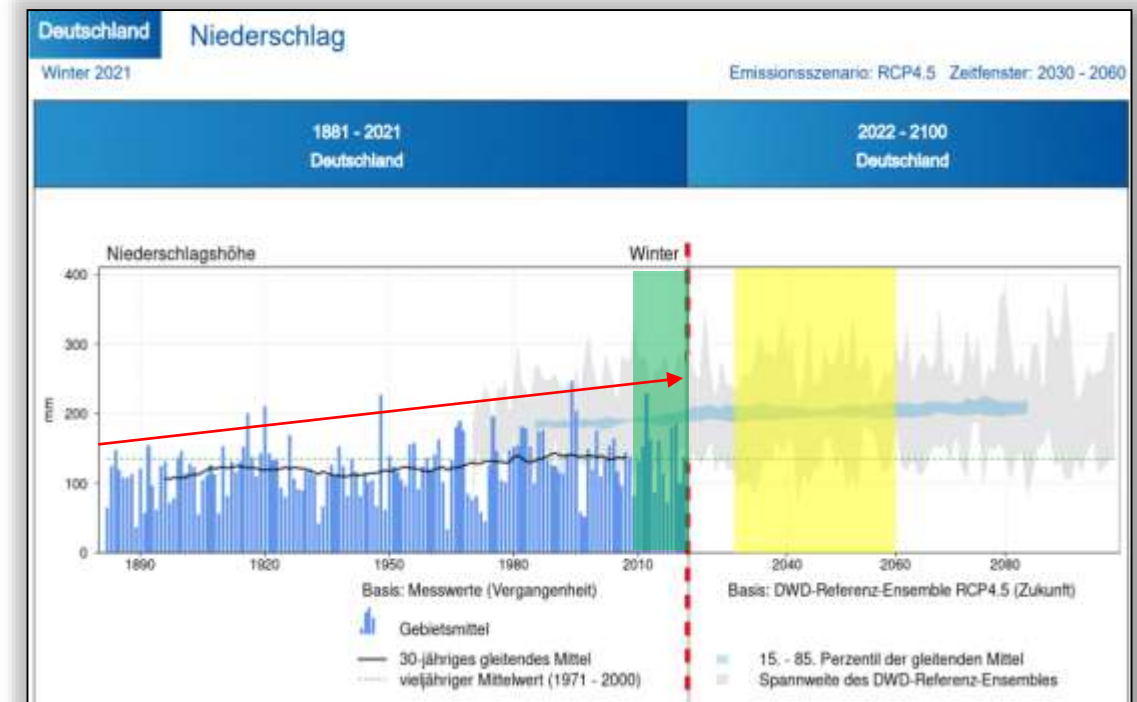 Deutschland Niederschlag
Winter 2021 Emissionsszenario: RCP4.5 Zeitfenster: 2030 - 2060
1881 - 2021 2022 - 2100
Deutschland Deutschland
Niederschlagshöhe Winter
400
300
mm
200
100
0
1890 1920 1950 1980 2010 2040 2060 2080
Basis: Messwerte (Vergangenheit) Basis: DWD-Referenz-Ensemble RCP4.5 (Zukunft)
Gebietsmittel
30-jähriges gleitendes Mittel 15. - 85. Perzentil der gleitenden Mittel
vieljähriger Mittelwert (1971 - 2000) Spannweite des DWD-Referenz-Ensembles